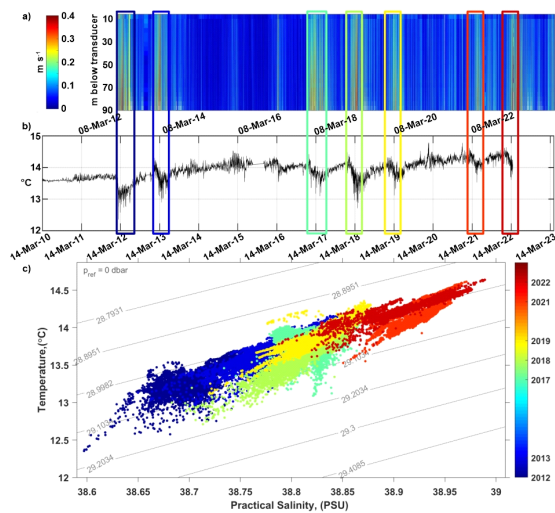 a)
0.4
0.3
0.2
0.1
0
m s⁻¹
m below transducer
10
30
50
70
90
08-Mar-12
08-Mar-14
08-Mar-16
08-Mar-18
08-Mar-20
08-Mar-22
b)
15
14
°C
13
12
14-Mar-10
14-Mar-11
14-Mar-12
14-Mar-13
14-Mar-14
14-Mar-15
14-Mar-16
14-Mar-17
14-Mar-18
14-Mar-19
14-Mar-20
14-Mar-21
14-Mar-22
14-Mar-23
c)
p_ref = 0 dbar
Temperature,(°C)
14.5
14
13.5
13
12.5
12
28.7931
28.8951
28.8951
28.9982
29.2034
29.2034
29.3
29.4085
38.6
38.65
38.7
38.75
38.8
38.85
38.9
38.95
39
Practical Salinity, (PSU)
2022
2021
2019
2018
2017
2013
2012